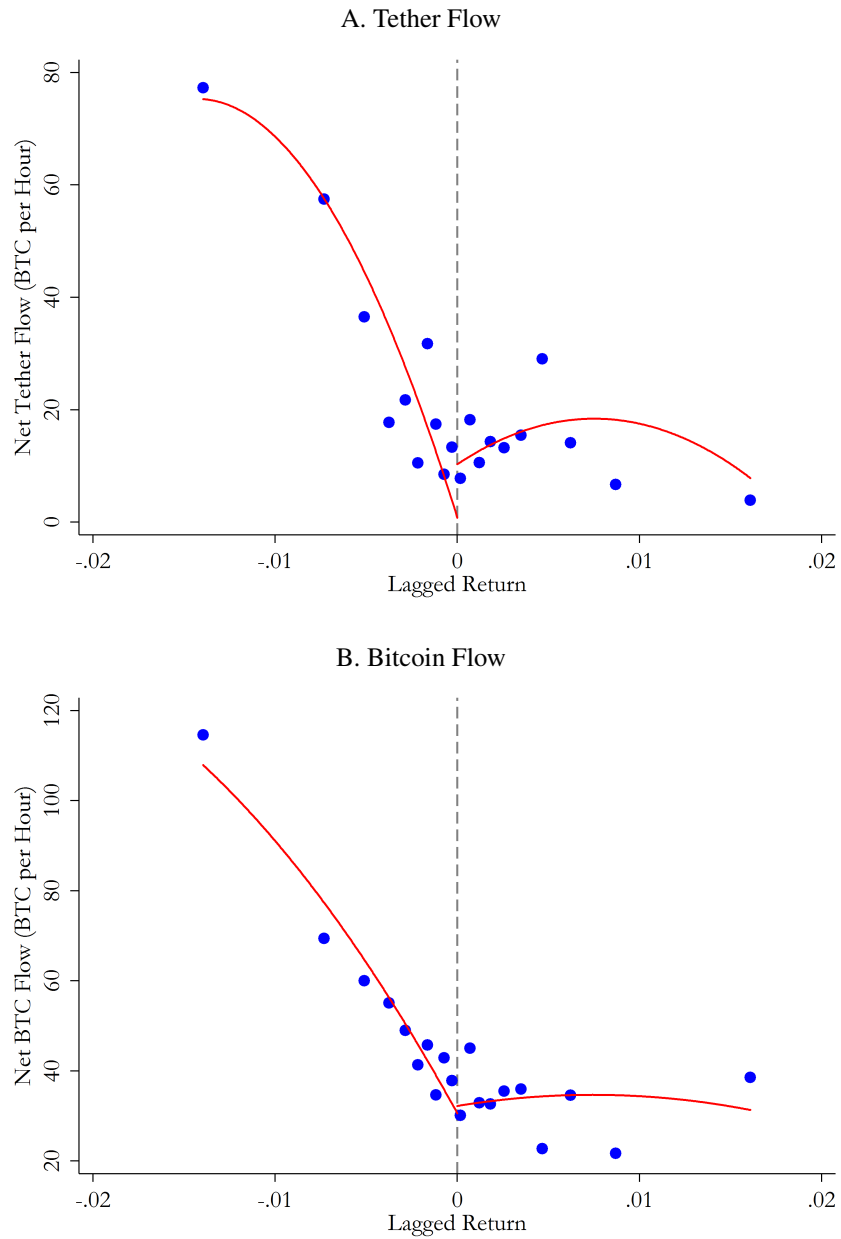 A. Tether Flow
Net Tether Flow (BTC per Hour)
80
60
40
20
0
-.02 -.01 0 .01 .02
Lagged Return
B. Bitcoin Flow
Net BTC Flow (BTC per Hour)
120
100
80
60
40
20
-.02 -.01 0 .01 .02
Lagged Return